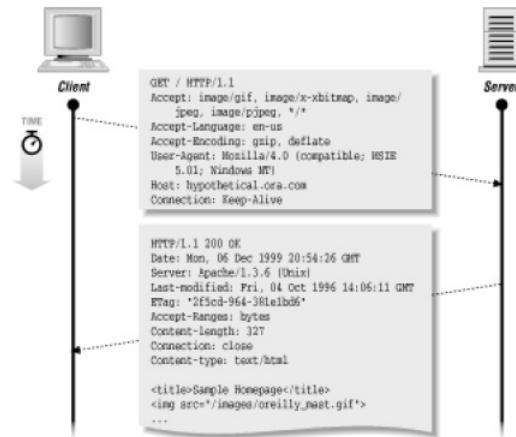 Client
Server
TIME
GET / HTTP/1.1
Accept: image/gif, image/x-xbitmap, image/
jpeg, image/pjpeg, */*
Accept-Language: en-us
Accept-Encoding: gzip, deflate
User-Agent: Mozilla/4.0 (compatible; MSIE
5.01; Windows NT)
Host: hypothetical.ora.com
Connection: Keep-Alive
HTTP/1.1 200 OK
Date: Mon, 06 Dec 1999 20:54:26 GMT
Server: Apache/1.3.6 (Unix)
Last-modified: Fri, 04 Oct 1996 14:06:11 GMT
ETag: "2f5cd-964-381e1bd6"
Accept-Ranges: bytes
Content-length: 327
Connection: close
Content-type: text/html
<title>Sample Homepage</title>
<img src="/images/oreilly_mast.gif">
...